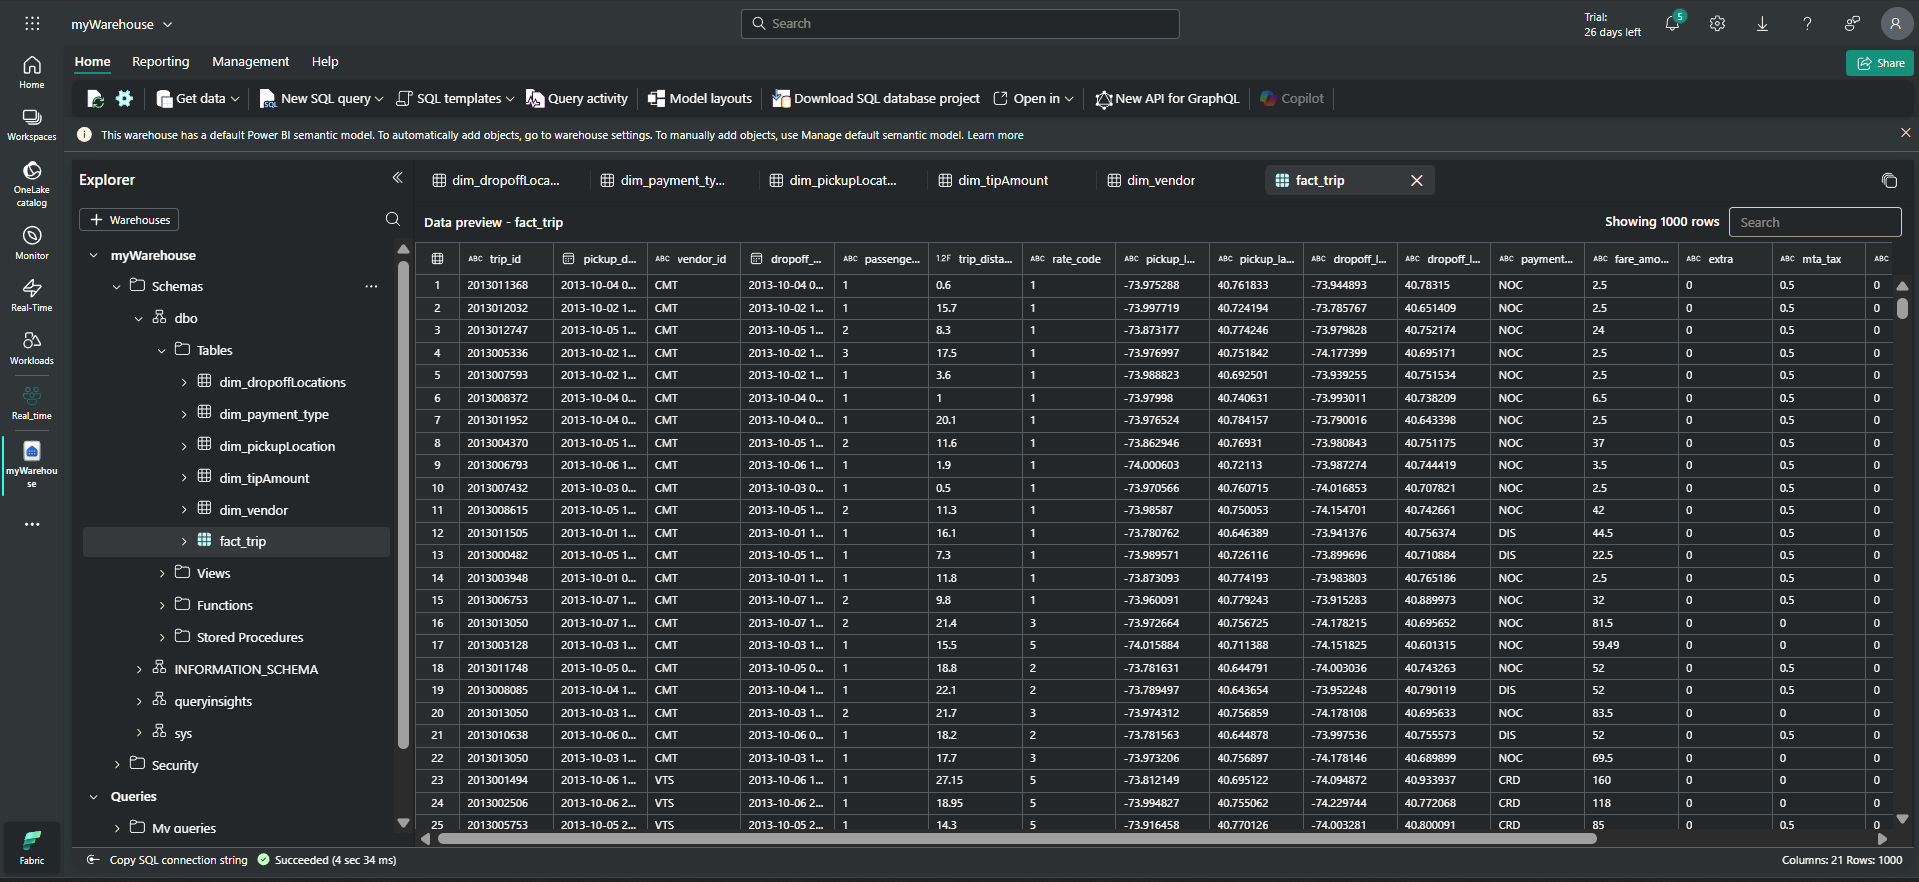 myWarehouse
Search
Trial:
26 days left
5
A
Home Reporting Management Help
Share
Get data New SQL query SQL templates Query activity Model layouts Download SQL database project Open in New API for GraphQL Copilot
This warehouse has a default Power BI semantic model. To automatically add objects, go to warehouse settings. To manually add objects, use Manage default semantic model. Learn more
Home
Workspaces
OneLake
catalog
Monitor
Real-Time
Workloads
Real_time
myWarehou
se
Fabric
Explorer
Warehouses
myWarehouse
Schemas
dbo
Tables
dim_dropoffLocations
dim_payment_type
dim_pickupLocation
dim_tipAmount
dim_vendor
fact_trip
Views
Functions
Stored Procedures
INFORMATION_SCHEMA
queryinsights
sys
Security
Queries
My queries
dim_dropoffLoca... dim_payment_ty... dim_pickupLocat... dim_tipAmount dim_vendor fact_trip
Data preview - fact_trip
Showing 1000 rows Search
ABC trip_id pickup_d... ABC vendor_id dropoff_... ABC passenge... 12F trip_dista... ABC rate_code ABC pickup_l... ABC pickup_la... ABC dropoff_l... ABC dropoff_l... ABC payment... ABC fare_amo... ABC extra ABC mta_tax ABC
1 2013011368 2013-10-04 0... CMT 2013-10-04 0... 1 0.6 1 -73.975288 40.761833 -73.944893 40.78315 NOC 2.5 0 0.5 0
2 2013012032 2013-10-02 1... CMT 2013-10-02 1... 1 15.7 1 -73.997719 40.724194 -73.785767 40.651409 NOC 2.5 0 0.5 0
3 2013012747 2013-10-05 1... CMT 2013-10-05 1... 2 8.3 1 -73.873177 40.774246 -73.979828 40.752174 NOC 24 0 0.5 0
4 2013005336 2013-10-02 1... CMT 2013-10-02 1... 3 17.5 1 -73.976997 40.751842 -74.177399 40.695171 NOC 2.5 0 0.5 0
5 2013007593 2013-10-02 1... CMT 2013-10-02 1... 1 3.6 1 -73.988823 40.692501 -73.939255 40.751534 NOC 2.5 0 0.5 0
6 2013008372 2013-10-04 0... CMT 2013-10-04 0... 1 1 1 -73.97998 40.740631 -73.993011 40.738209 NOC 6.5 0 0.5 0
7 2013011952 2013-10-04 0... CMT 2013-10-04 0... 1 20.1 1 -73.976524 40.784157 -73.790016 40.643398 NOC 2.5 0 0.5 0
8 2013004370 2013-10-05 1... CMT 2013-10-05 1... 2 11.6 1 -73.862946 40.76931 -73.980843 40.751175 NOC 37 0 0.5 0
9 2013006793 2013-10-06 1... CMT 2013-10-06 1... 1 1.9 1 -74.000603 40.72113 -73.987274 40.744419 NOC 3.5 0 0.5 0
10 2013007432 2013-10-03 0... CMT 2013-10-03 0... 1 0.5 1 -73.970566 40.760715 -74.016853 40.707821 NOC 2.5 0 0.5 0
11 2013008615 2013-10-05 1... CMT 2013-10-05 1... 2 11.3 1 -73.98587 40.750053 -74.154701 40.742661 NOC 42 0 0.5 0
12 2013011505 2013-10-01 1... CMT 2013-10-01 1... 1 16.1 1 -73.780762 40.646389 -73.941376 40.756374 DIS 44.5 0 0.5 0
13 2013000482 2013-10-05 1... CMT 2013-10-05 1... 1 7.3 1 -73.989571 40.726116 -73.899696 40.710884 DIS 22.5 0 0.5 0
14 2013003948 2013-10-01 0... CMT 2013-10-01 1... 1 11.8 1 -73.873093 40.774193 -73.983803 40.765186 NOC 2.5 0 0.5 0
15 2013006753 2013-10-07 1... CMT 2013-10-07 1... 2 9.8 1 -73.960091 40.779243 -73.915283 40.889973 NOC 32 0 0.5 0
16 2013013050 2013-10-07 1... CMT 2013-10-07 1... 2 21.4 3 -73.972664 40.756725 -74.178215 40.695652 NOC 81.5 0 0 0
17 2013003128 2013-10-03 1... CMT 2013-10-03 1... 1 15.5 5 -74.015884 40.711388 -74.151825 40.601315 NOC 59.49 0 0 0
18 2013011748 2013-10-05 0... CMT 2013-10-05 0... 1 18.8 2 -73.781631 40.644791 -74.003036 40.743263 NOC 52 0 0.5 0
19 2013008085 2013-10-04 1... CMT 2013-10-04 1... 1 22.1 2 -73.789497 40.643654 -73.952248 40.790119 DIS 52 0 0.5 0
20 2013013050 2013-10-03 1... CMT 2013-10-03 1... 2 21.7 3 -73.974312 40.756859 -74.178108 40.695633 NOC 83.5 0 0 0
21 2013010638 2013-10-06 0... CMT 2013-10-06 0... 1 18.2 2 -73.781563 40.644878 -73.997536 40.755573 DIS 52 0 0.5 0
22 2013013050 2013-10-03 1... CMT 2013-10-03 1... 1 17.7 3 -73.973206 40.756897 -74.178146 40.689899 NOC 69.5 0 0 0
23 2013001494 2013-10-06 1... VTS 2013-10-06 1... 1 27.15 5 -73.812149 40.695122 -74.094872 40.933937 CRD 160 0 0 0
24 2013002506 2013-10-06 2... VTS 2013-10-06 2... 1 18.95 5 -73.994827 40.755062 -74.229744 40.772068 CRD 118 0 0 0
25 2013005753 2013-10-05 2... VTS 2013-10-05 2... 1 14.3 5 -73.916458 40.770126 -74.003281 40.800091 CRD 85 0 0.5 0
Copy SQL connection string Succeeded (4 sec 34 ms)
Columns: 21 Rows: 1000